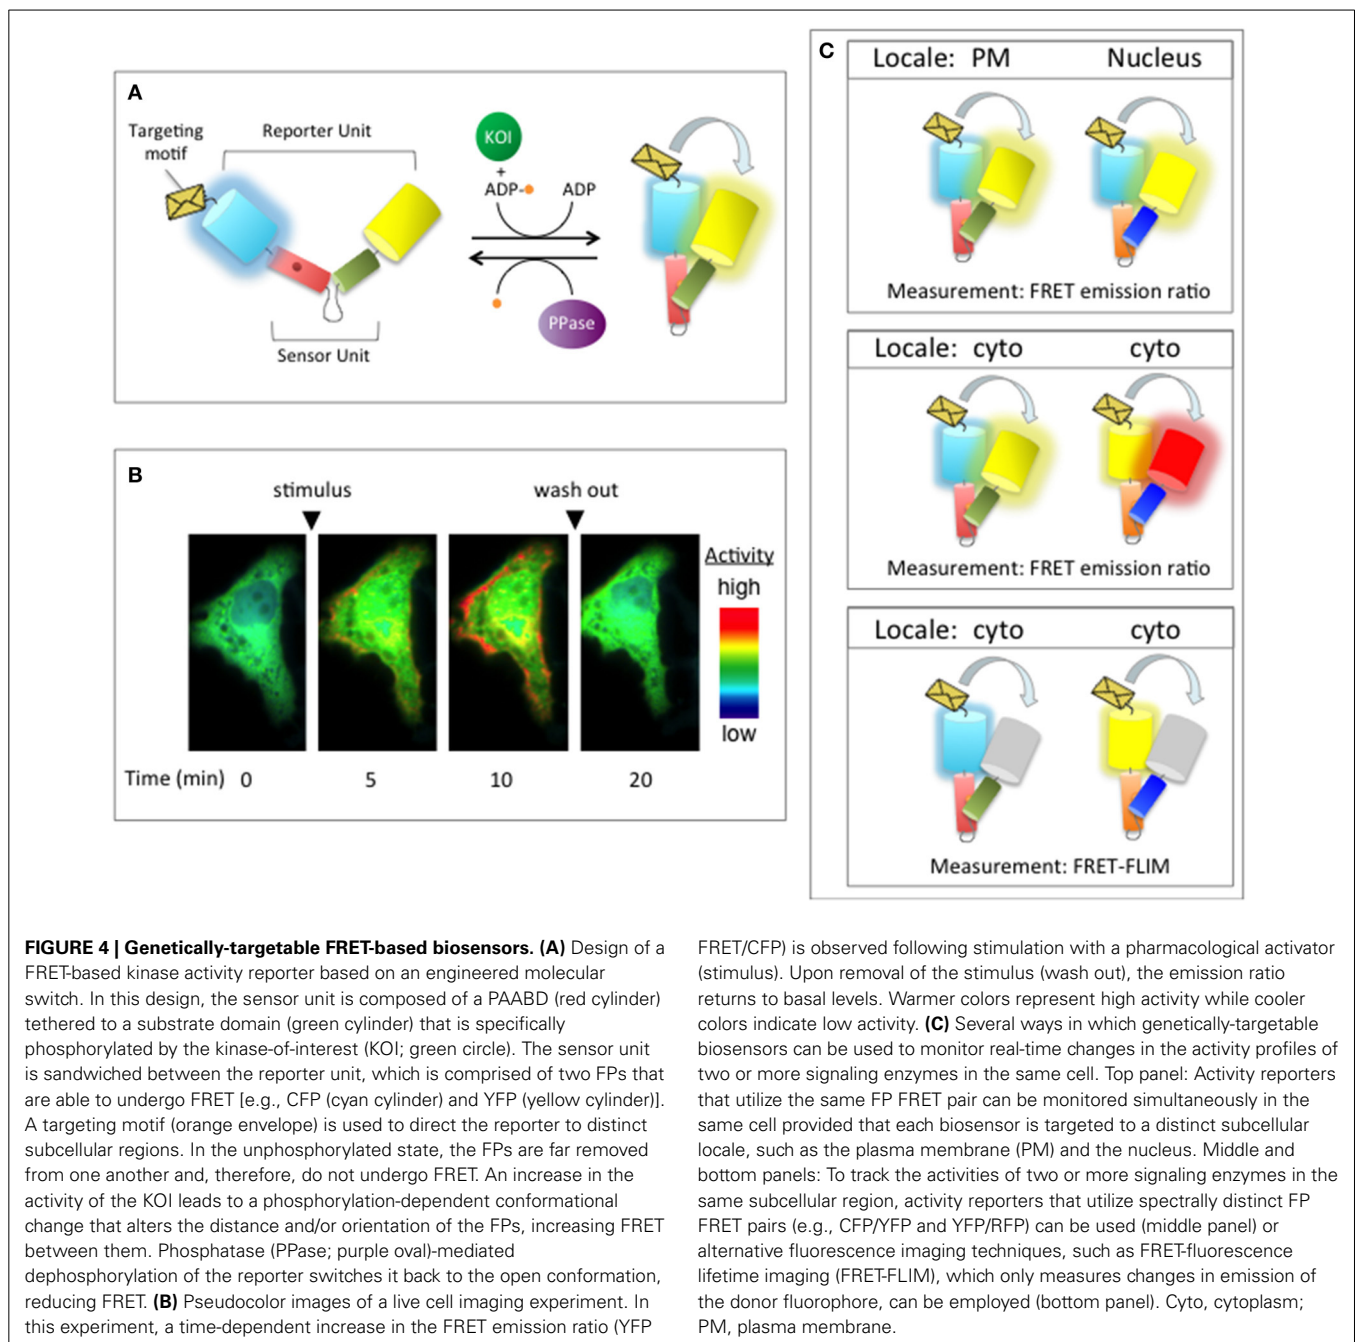 A
Targeting
motif
Reporter Unit
Sensor Unit
KOI
+
ADP-
ADP
PPase
B
stimulus
wash out
Activity
high
low
Time (min) 0 5 10 20
C
Locale: PM Nucleus
Measurement: FRET emission ratio
Locale: cyto cyto
Measurement: FRET emission ratio
Locale: cyto cyto
Measurement: FRET-FLIM
FIGURE 4 | Genetically-targetable FRET-based biosensors. (A) Design of a
FRET-based kinase activity reporter based on an engineered molecular
switch. In this design, the sensor unit is composed of a PAABD (red cylinder)
tethered to a substrate domain (green cylinder) that is specifically
phosphorylated by the kinase-of-interest (KOI; green circle). The sensor unit
is sandwiched between the reporter unit, which is comprised of two FPs that
are able to undergo FRET [e.g., CFP (cyan cylinder) and YFP (yellow cylinder)].
A targeting motif (orange envelope) is used to direct the reporter to distinct
subcellular regions. In the unphosphorylated state, the FPs are far removed
from one another and, therefore, do not undergo FRET. An increase in the
activity of the KOI leads to a phosphorylation-dependent conformational
change that alters the distance and/or orientation of the FPs, increasing FRET
between them. Phosphatase (PPase; purple oval)-mediated
dephosphorylation of the reporter switches it back to the open conformation,
reducing FRET. (B) Pseudocolor images of a live cell imaging experiment. In
this experiment, a time-dependent increase in the FRET emission ratio (YFP
FRET/CFP) is observed following stimulation with a pharmacological activator
(stimulus). Upon removal of the stimulus (wash out), the emission ratio
returns to basal levels. Warmer colors represent high activity while cooler
colors indicate low activity. (C) Several ways in which genetically-targetable
biosensors can be used to monitor real-time changes in the activity profiles of
two or more signaling enzymes in the same cell. Top panel: Activity reporters
that utilize the same FP FRET pair can be monitored simultaneously in the
same cell provided that each biosensor is targeted to a distinct subcellular
locale, such as the plasma membrane (PM) and the nucleus. Middle and
bottom panels: To track the activities of two or more signaling enzymes in the
same subcellular region, activity reporters that utilize spectrally distinct FP
FRET pairs (e.g., CFP/YFP and YFP/RFP) can be used (middle panel) or
alternative fluorescence imaging techniques, such as FRET-fluorescence
lifetime imaging (FRET-FLIM), which only measures changes in emission of
the donor fluorophore, can be employed (bottom panel). Cyto, cytoplasm;
PM, plasma membrane.